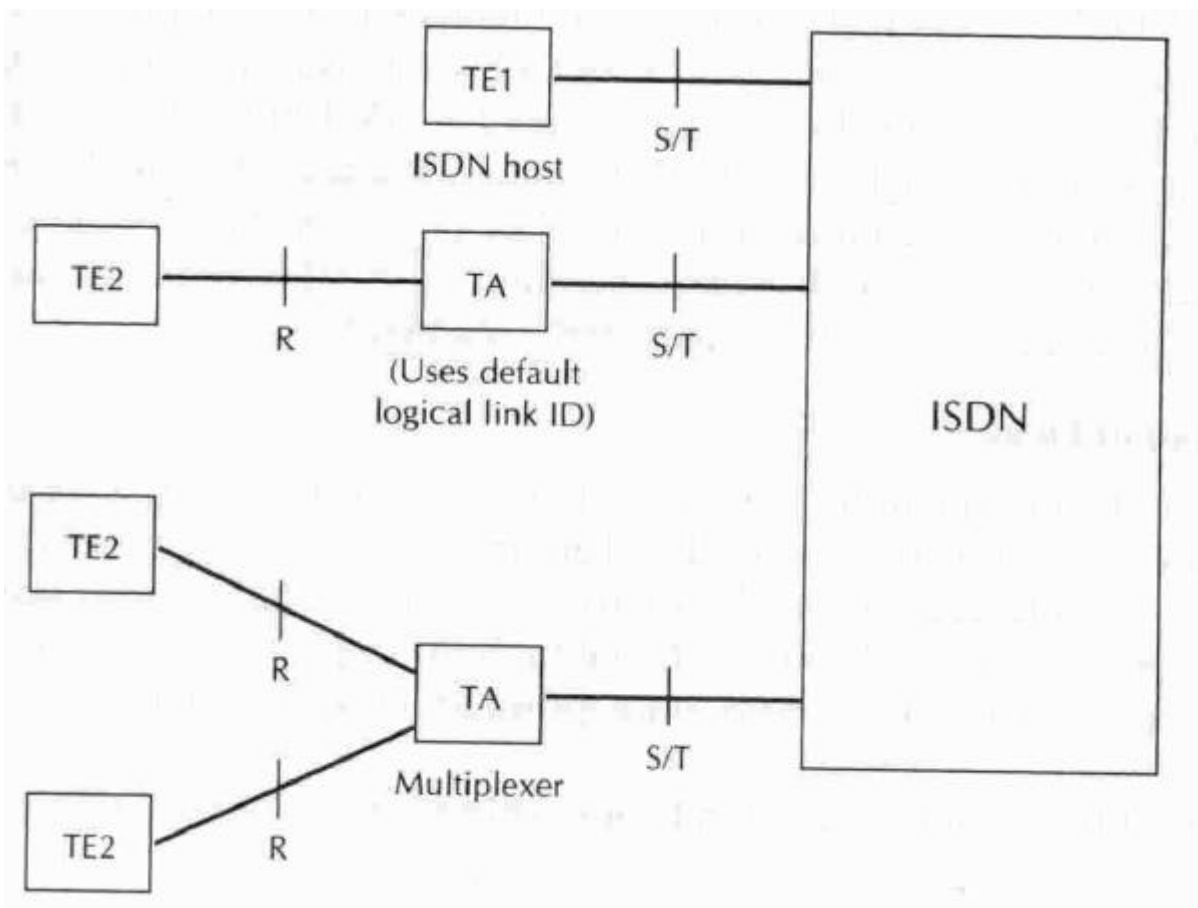 TE1
S/T
ISDN host
TE2
TA
R
S/T
(Uses default
logical link ID)
ISDN
TE2
R
TA
S/T
Multiplexer
TE2
R